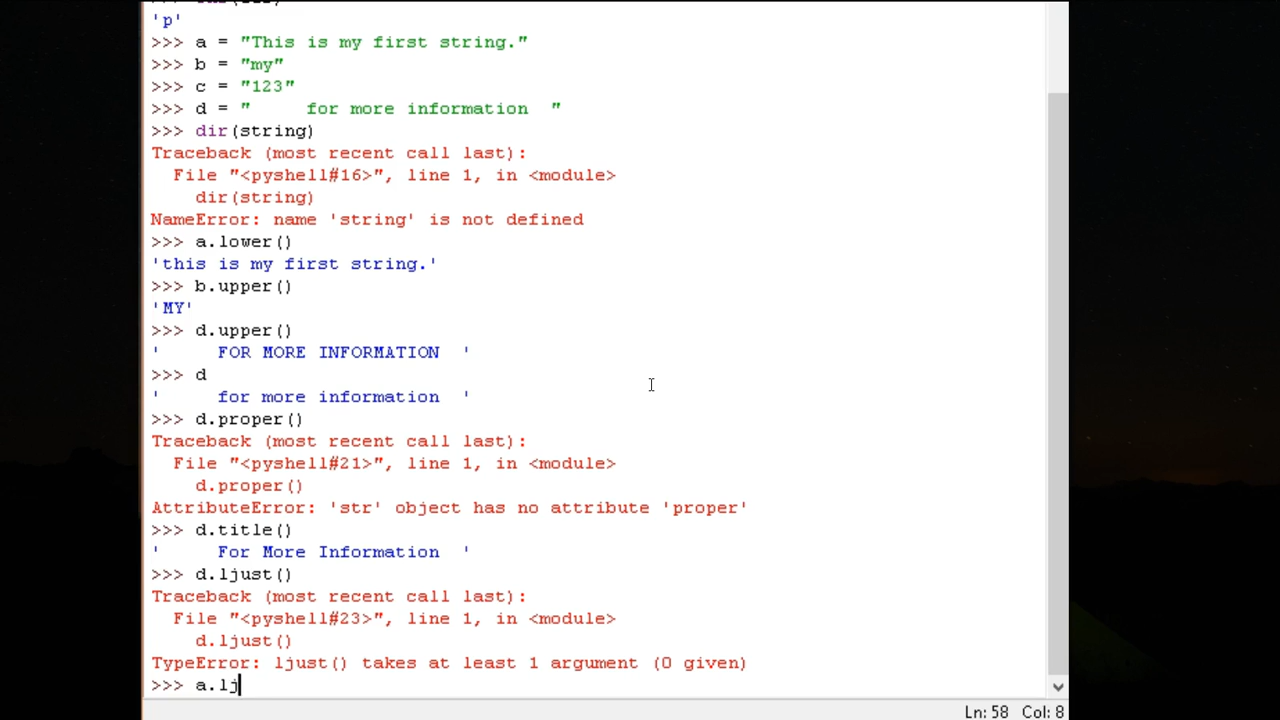 'p'
>>> a = "This is my first string."
>>> b = "my"
>>> c = "123"
>>> d = "     for more information  "
>>> dir(string)
Traceback (most recent call last):
  File "<pyshell#16>", line 1, in <module>
    dir(string)
NameError: name 'string' is not defined
>>> a.lower()
'this is my first string.'
>>> b.upper()
'MY'
>>> d.upper()
'     FOR MORE INFORMATION  '
>>> d
'     for more information  '
>>> d.proper()
Traceback (most recent call last):
  File "<pyshell#21>", line 1, in <module>
    d.proper()
AttributeError: 'str' object has no attribute 'proper'
>>> d.title()
'     For More Information  '
>>> d.ljust()
Traceback (most recent call last):
  File "<pyshell#23>", line 1, in <module>
    d.ljust()
TypeError: ljust() takes at least 1 argument (0 given)
>>> a.lj
Ln: 58 Col: 8